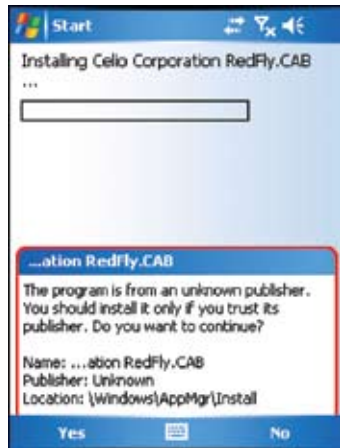 Start
Installing Celio Corporation RedFly.CAB
...
...ation RedFly.CAB
The program is from an unknown publisher.
You should install it only if you trust its
publisher. Do you want to continue?
Name: ...ation RedFly.CAB
Publisher: Unknown
Location: \Windows\AppMgr\Install
Yes
No